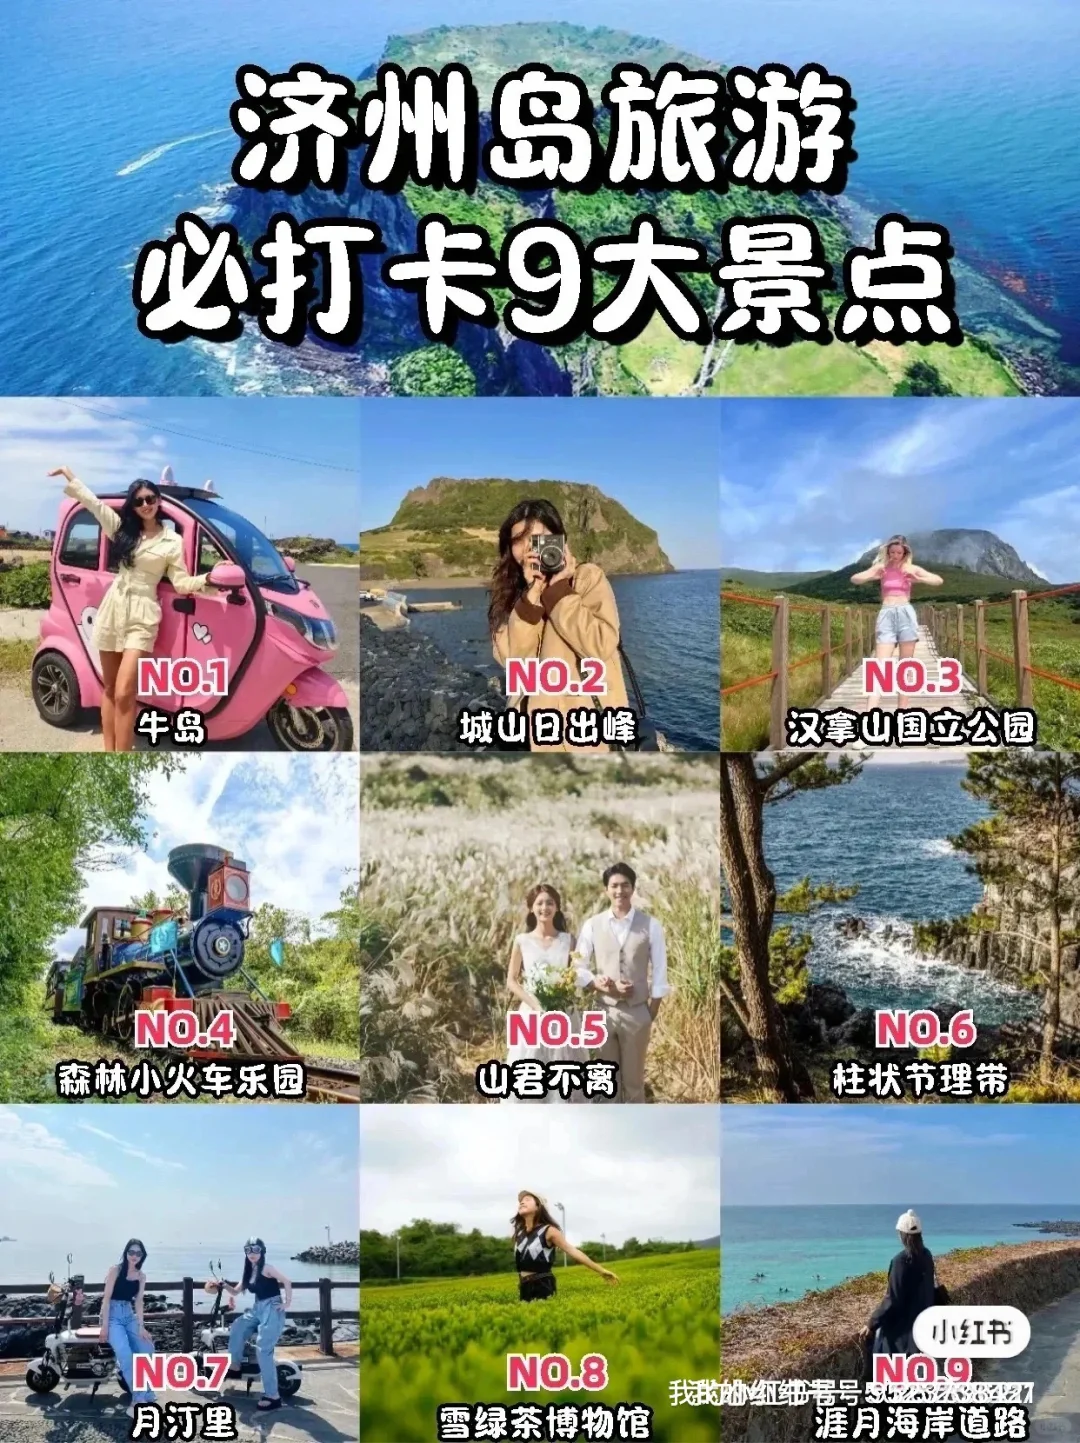 济州岛旅游
必打卡9大景点
NO.1
牛岛
NO.2
城山日出峰
NO.3
汉拿山国立公园
NO.4
森林小火车乐园
NO.5
山君不离
NO.6
柱状节理带
NO.7
月汀里
NO.8
雪绿茶博物馆
小红书
NO.9
涯月海岸道路